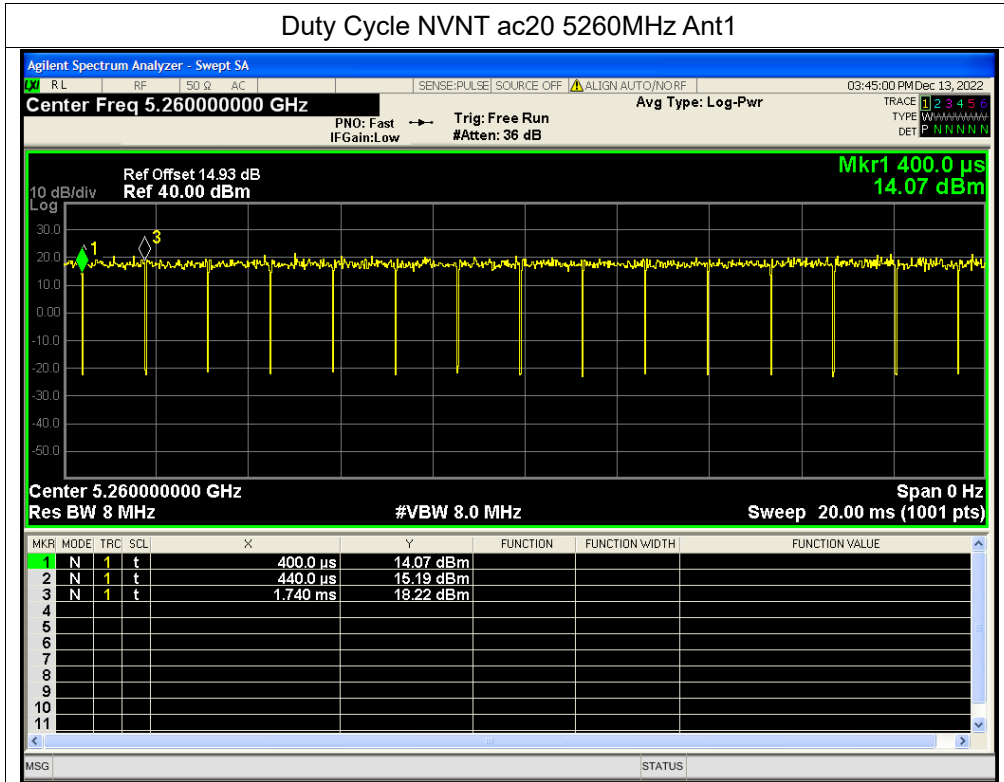 Duty Cycle NVNT ac20 5260MHz Ant1
Agilent Spectrum Analyzer - Swept SA
LXI RL RF 50 Ω AC SENSE:PULSE SOURCE OFF ALIGN AUTO/NO RF 03:45:00 PM Dec 13, 2022
Center Freq 5.260000000 GHz Avg Type: Log-Pwr TRACE 1 2 3 4 5 6
PNO: Fast Trig: Free Run TYPE WWWWWW
IFGain:Low #Atten: 36 dB DET P N N N N N
Mkr1 400.0 µs
Ref Offset 14.93 dB
10 dB/div Ref 40.00 dBm 14.07 dBm
Log
30.0
1 3
20.0
10.0
0.00
-10.0
-20.0
-30.0
-40.0
-50.0
Center 5.260000000 GHz Span 0 Hz
Res BW 8 MHz #VBW 8.0 MHz Sweep 20.00 ms (1001 pts)
MKR MODE TRC SCL X Y FUNCTION FUNCTION WIDTH FUNCTION VALUE
1 N 1 t 400.0 µs 14.07 dBm
2 N 1 t 440.0 µs 15.19 dBm
3 N 1 t 1.740 ms 18.22 dBm
4
5
6
7
8
9
10
11
MSG STATUS